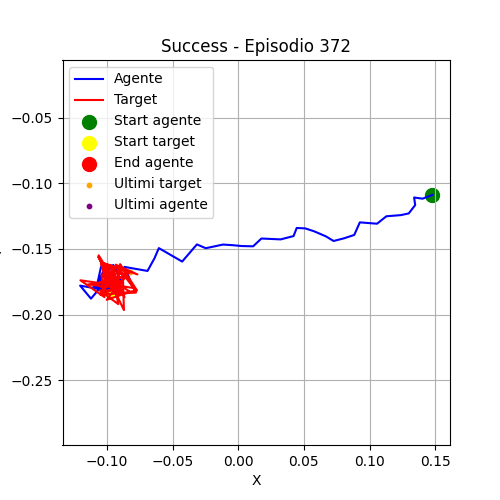 Success - Episodio 372
Agente
Target
Start agente
Start target
End agente
Ultimi target
Ultimi agente
−0.05
−0.10
−0.15
−0.20
−0.25
−0.10
−0.05
0.00
0.05
0.10
0.15
X